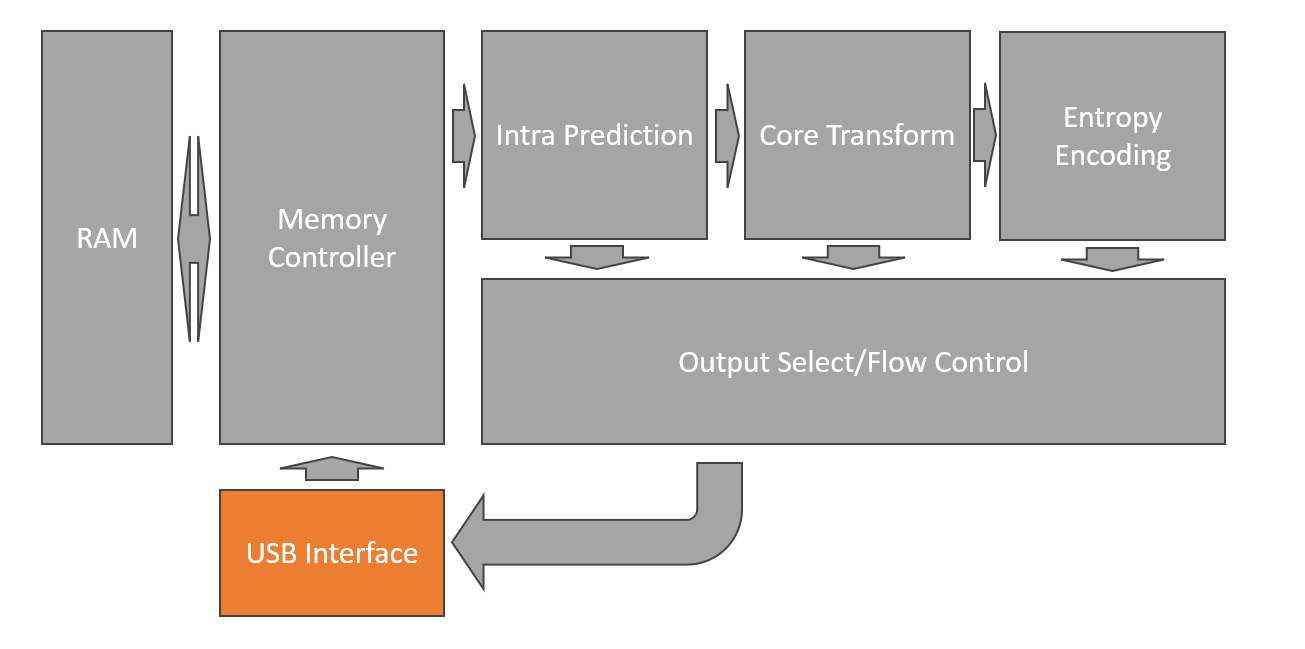 RAM
Memory
Controller
Intra Prediction
Core Transform
Entropy
Encoding
Output Select/Flow Control
USB Interface